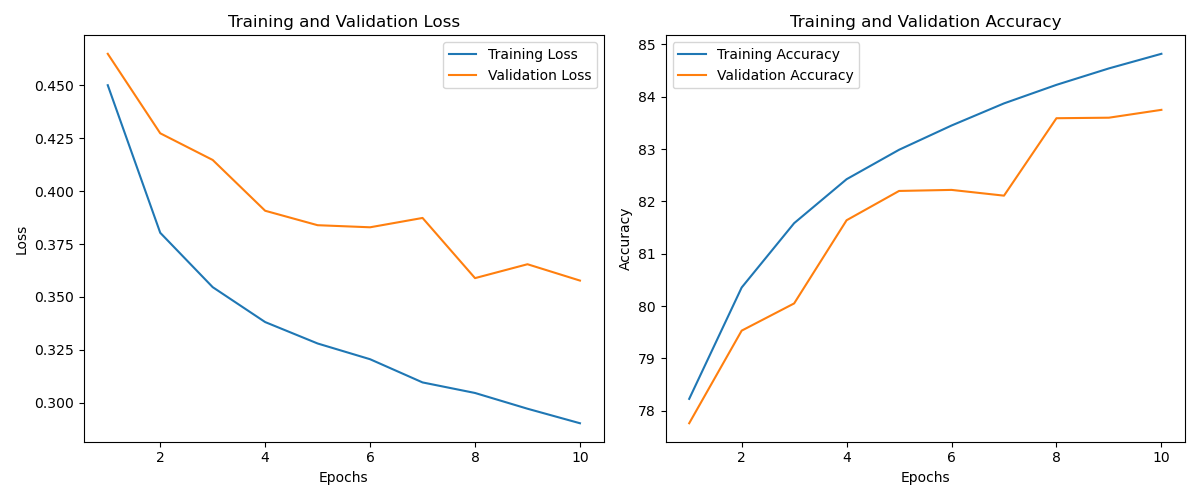 Training and Validation Loss
Training Loss
Validation Loss
0.450
0.425
0.400
0.375
0.350
0.325
0.300
Loss
2
4
6
8
10
Epochs
Training and Validation Accuracy
Training Accuracy
Validation Accuracy
85
84
83
82
81
80
79
78
Accuracy
2
4
6
8
10
Epochs